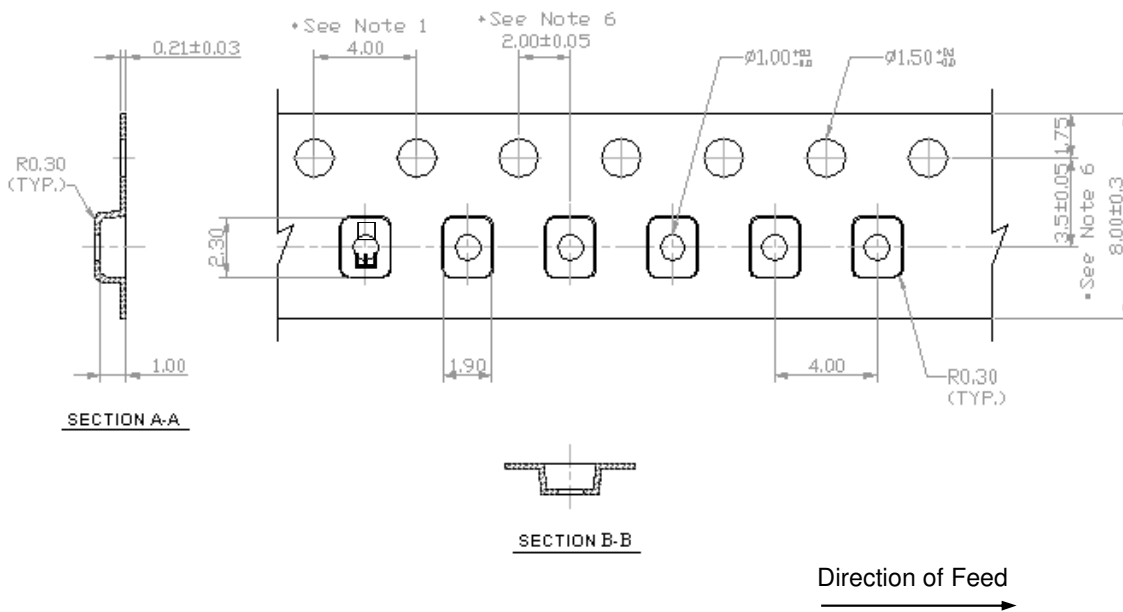 •See Note 1
•See Note 6
0.21±0.03
4.00
2.00±0.05
Ø1.00
Ø1.50
R0.30
(TYP.)
2.30
1.75
3.5±0.05
•See Note 6
8.00±0.3
1.00
1.90
4.00
R0.30
(TYP.)
SECTION A-A
SECTION B-B
Direction of Feed